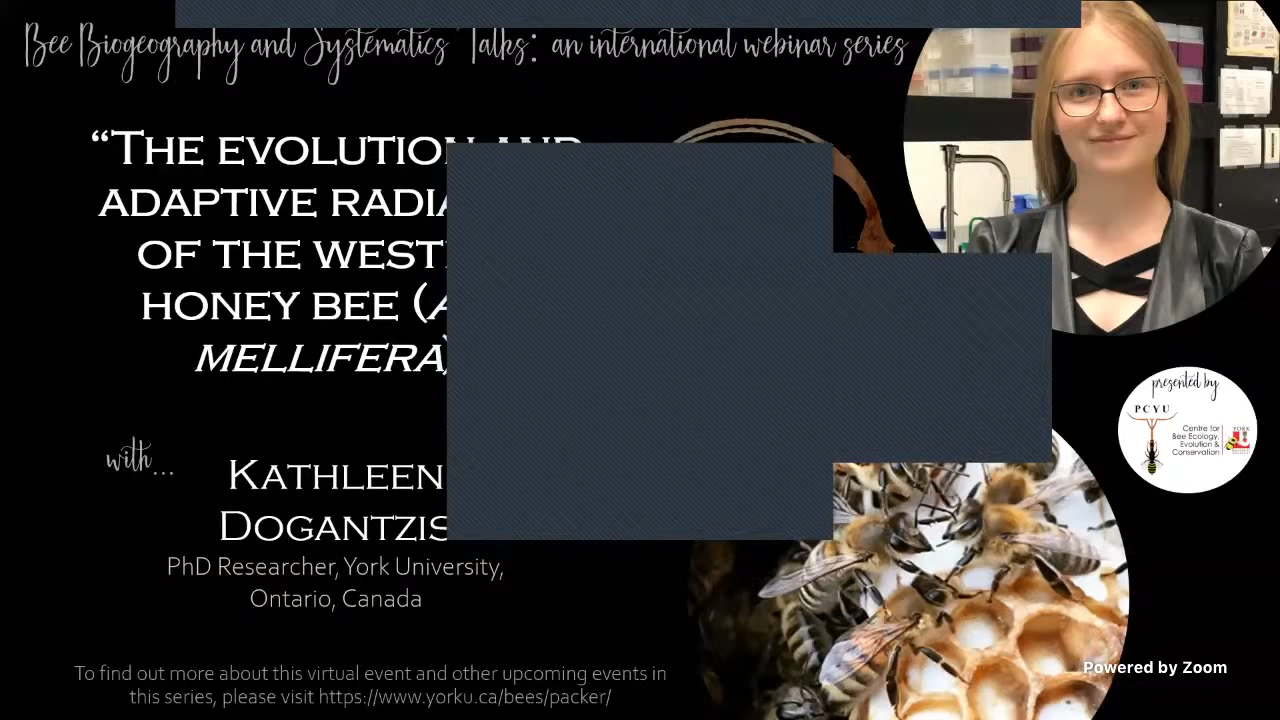 Bee Biogeography and Systematics Talks: an international webinar series
“THE EVOLUTION AND
ADAPTIVE RADIA
OF THE WEST
HONEY BEE (A
MELLIFERA)
with...
KATHLEEN
DOGANTZIS
PhD Researcher, York University,
Ontario, Canada
To find out more about this virtual event and other upcoming events in
this series, please visit https://www.yorku.ca/bees/packer/
presented by
PCYU
Centre for
Bee Ecology,
Evolution &
Conservation
YORK
Powered by Zoom